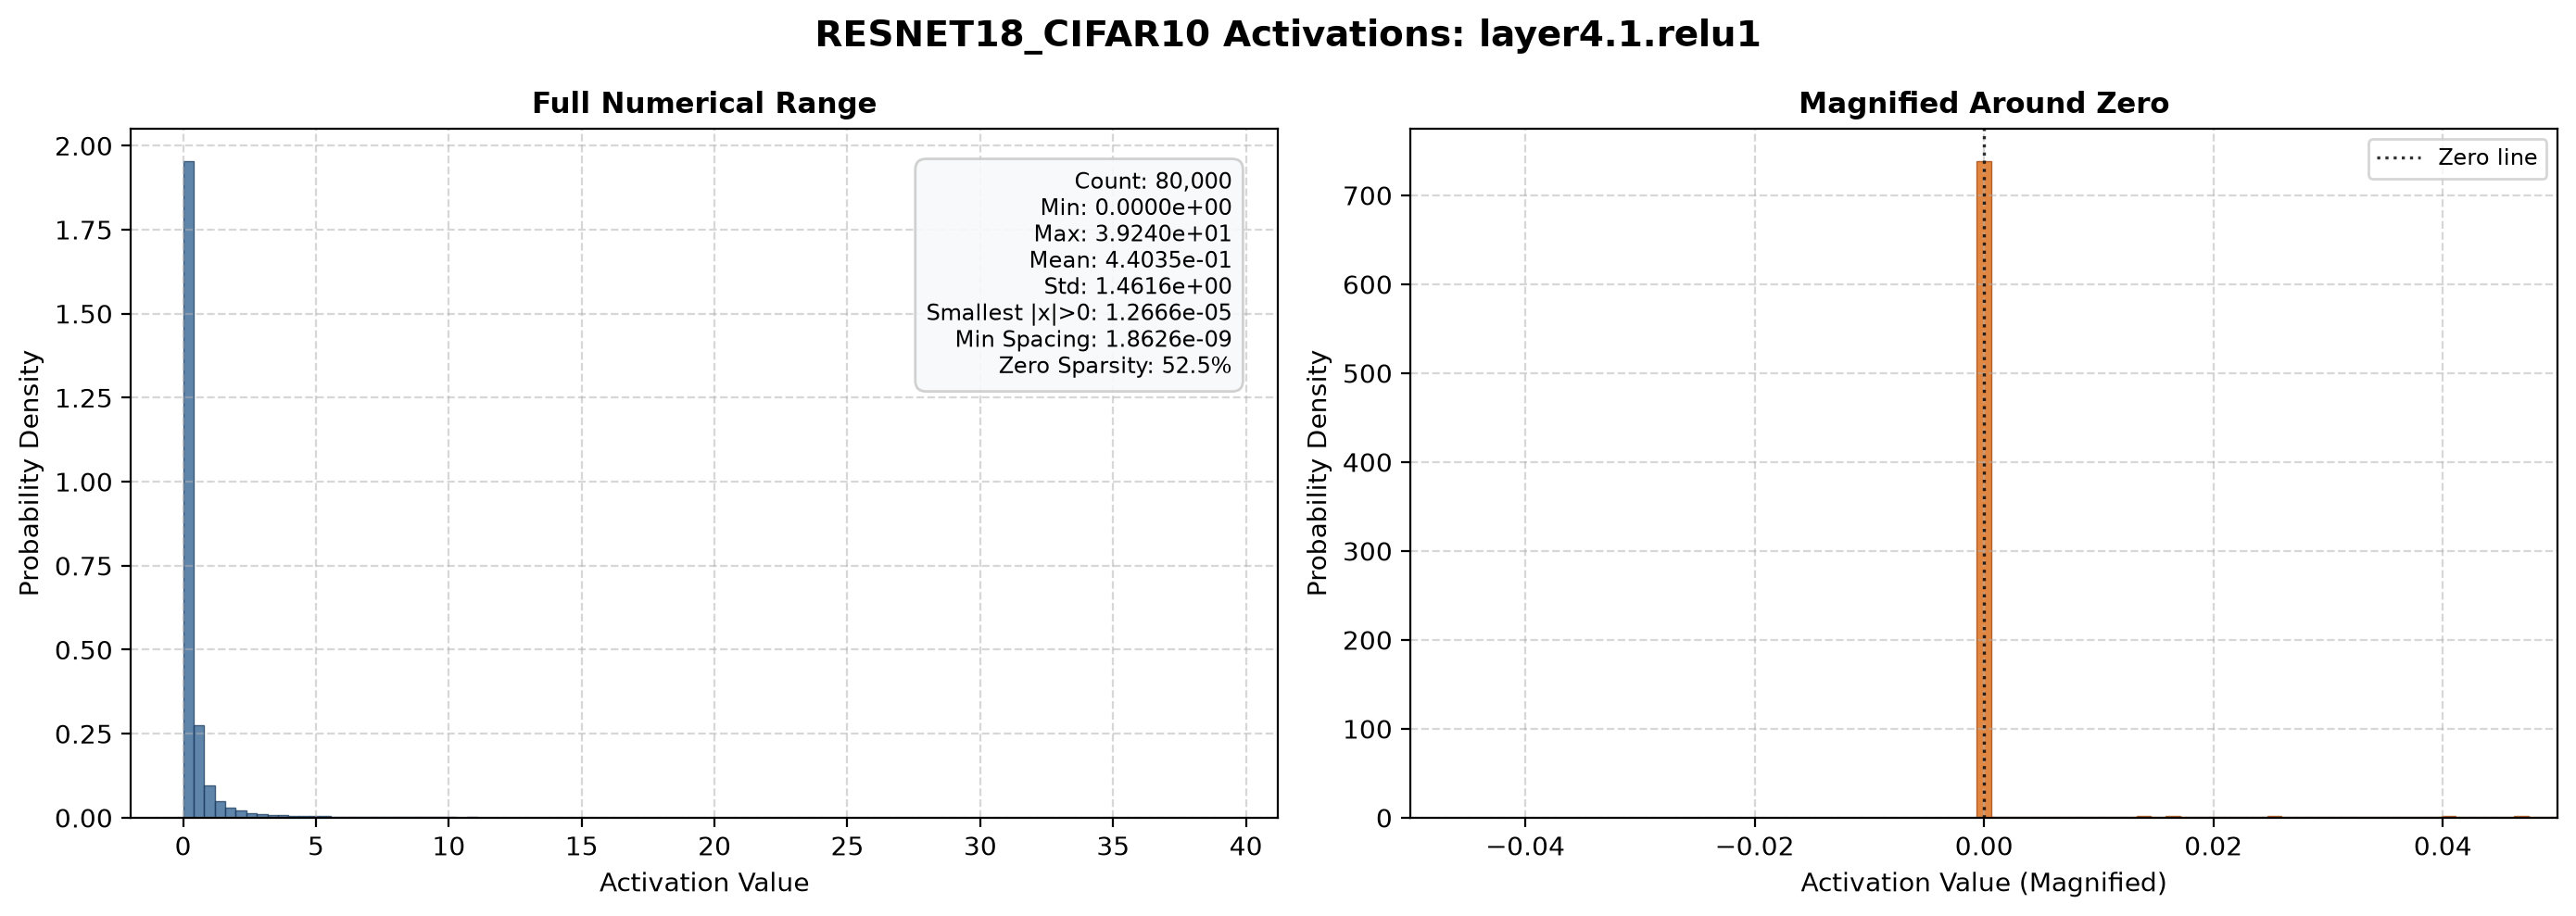 RESNET18_CIFAR10 Activations: layer4.1.relu1
Full Numerical Range
Probability Density
2.00
1.75
1.50
1.25
1.00
0.75
0.50
0.25
0.00
Count: 80,000
Min: 0.0000e+00
Max: 3.9240e+01
Mean: 4.4035e-01
Std: 1.4616e+00
Smallest |x|>0: 1.2666e-05
Min Spacing: 1.8626e-09
Zero Sparsity: 52.5%
0 5 10 15 20 25 30 35 40
Activation Value
Magnified Around Zero
Probability Density
700
600
500
400
300
200
100
0
Zero line
−0.04 −0.02 0.00 0.02 0.04
Activation Value (Magnified)